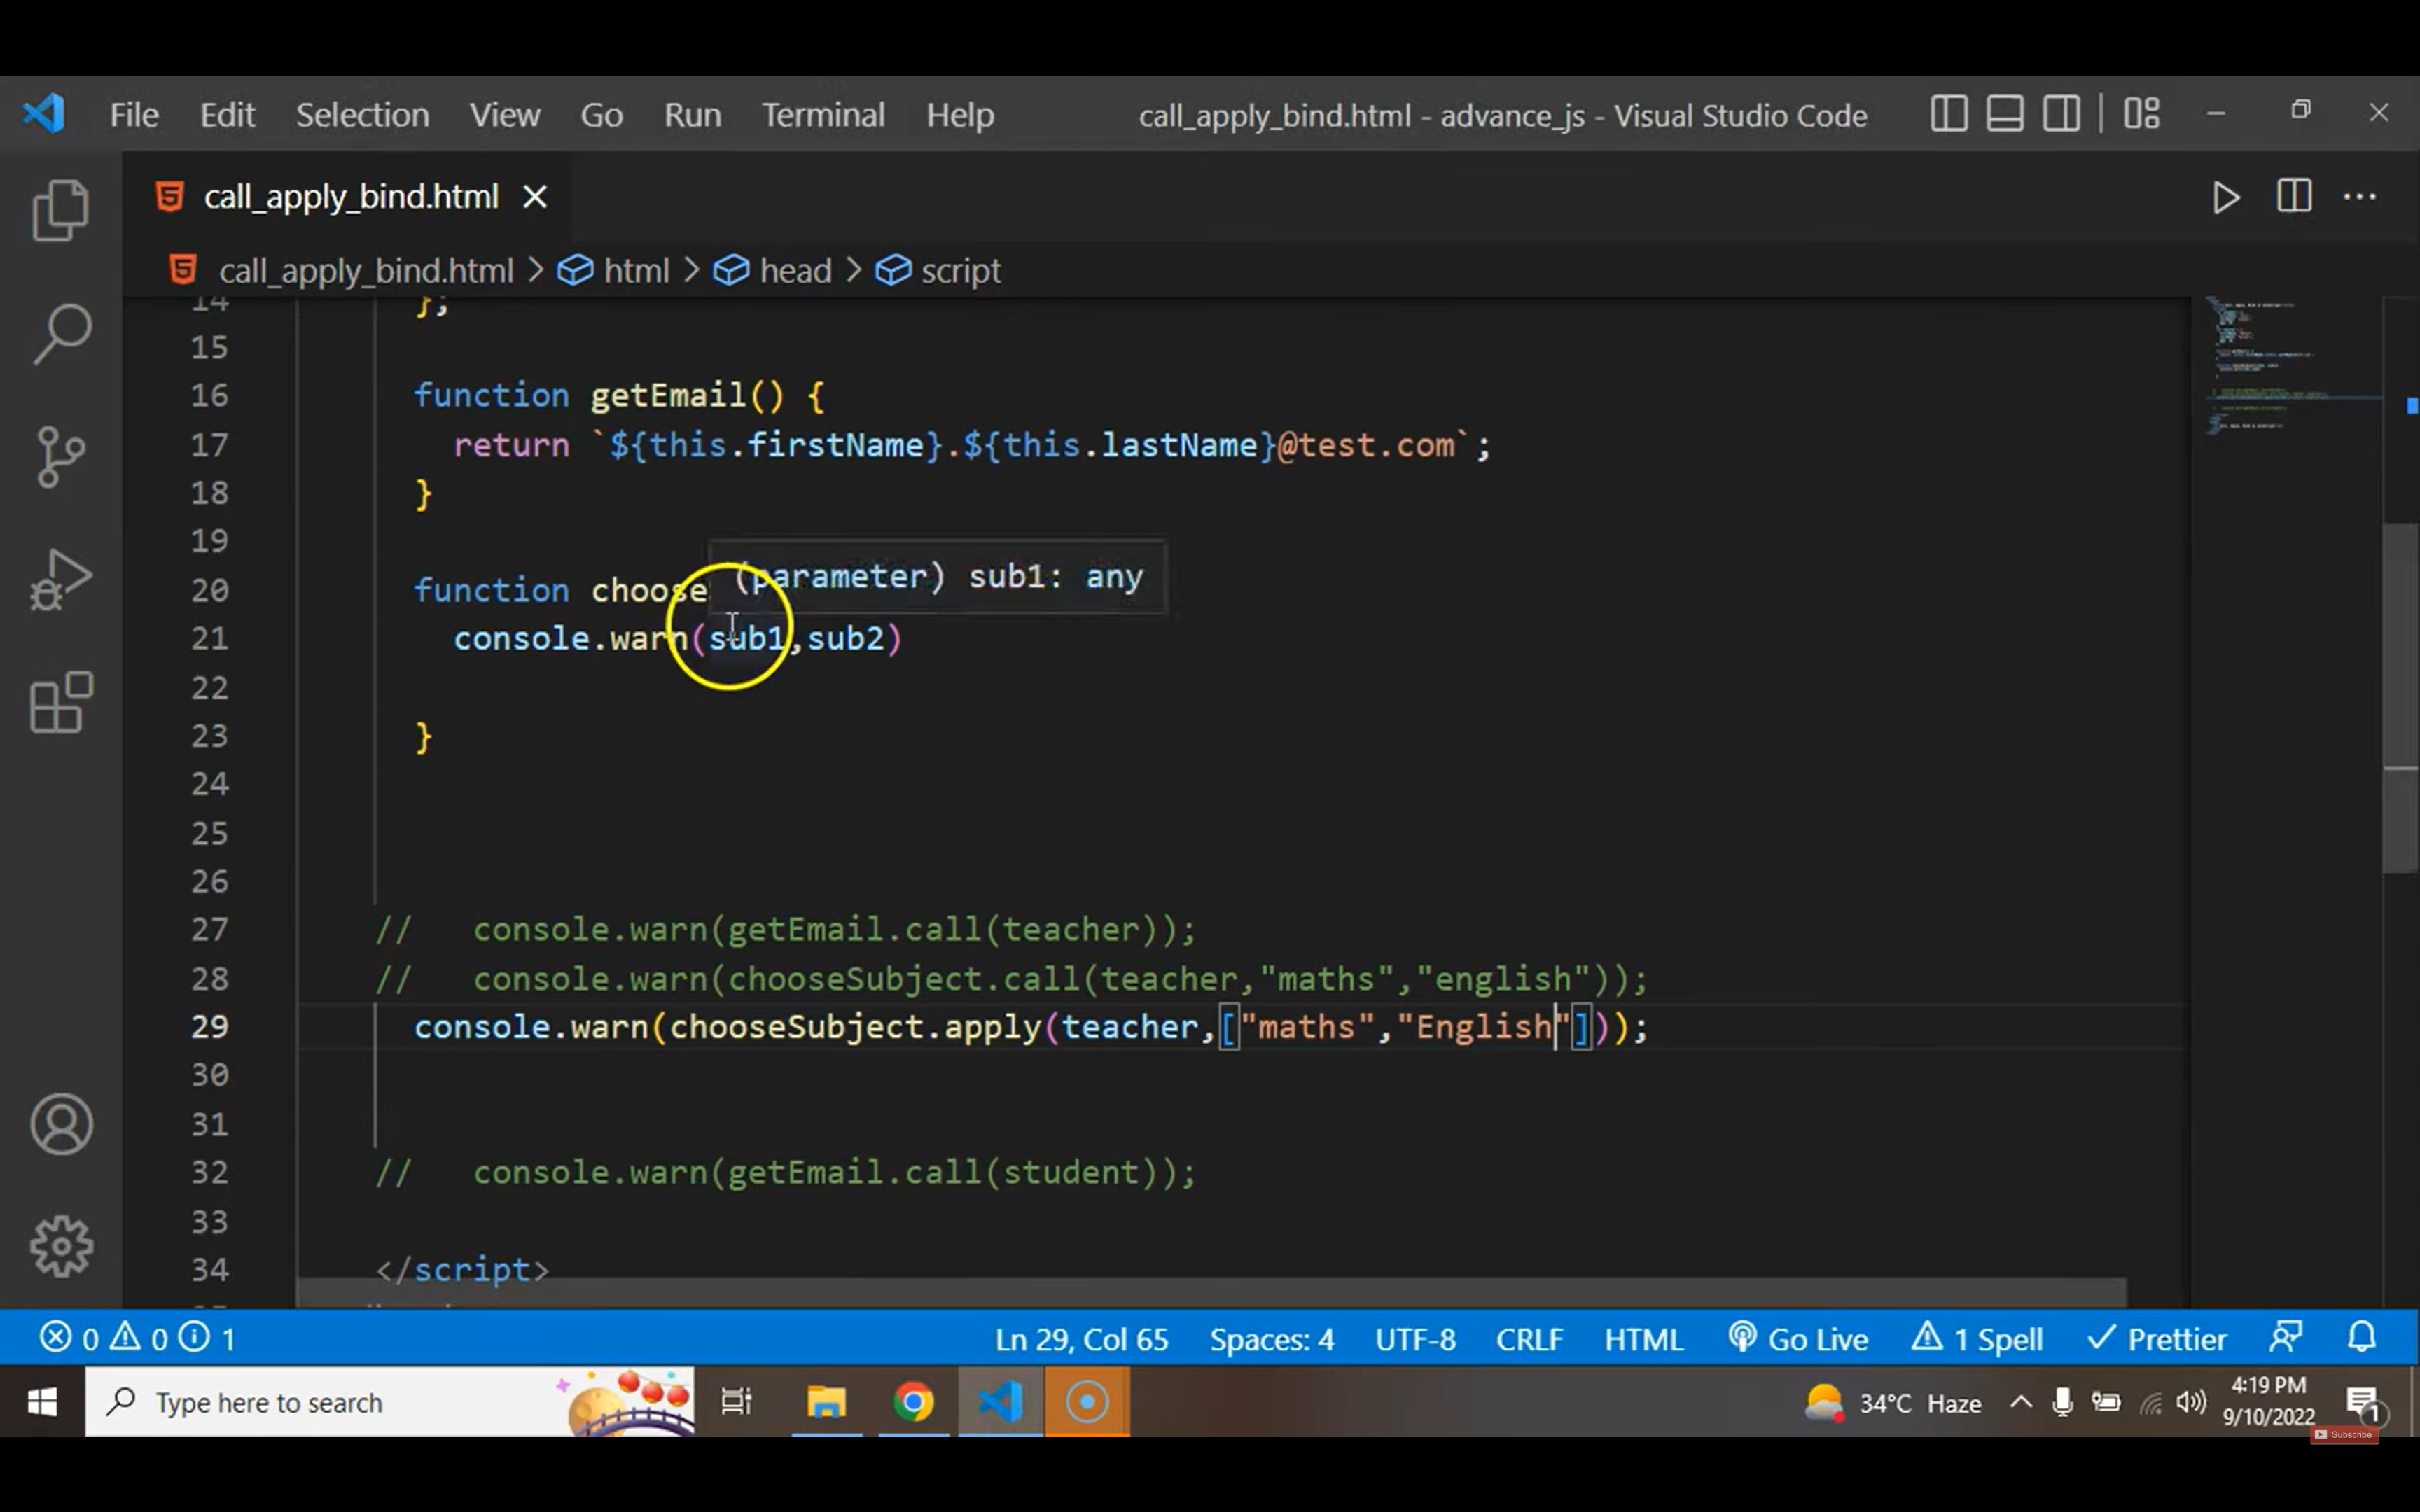 File Edit Selection View Go Run Terminal Help call_apply_bind.html - advance_js - Visual Studio Code
call_apply_bind.html
call_apply_bind.html > html > head > script
14 };
15
16 function getEmail() {
17 return `${this.firstName}.${this.lastName}@test.com`;
18 }
19
(parameter) sub1: any
20 function choose
21 console.warn(sub1,sub2)
22
23 }
24
25
26
27 // console.warn(getEmail.call(teacher));
28 // console.warn(chooseSubject.call(teacher,"maths","english"));
29 console.warn(chooseSubject.apply(teacher,["maths","English"]));
30
31
32 // console.warn(getEmail.call(student));
33
34 </script>
0 0 1 Ln 29, Col 65 Spaces: 4 UTF-8 CRLF HTML Go Live 1 Spell Prettier
Type here to search 34°C Haze 4:19 PM
9/10/2022 1
Subscribe